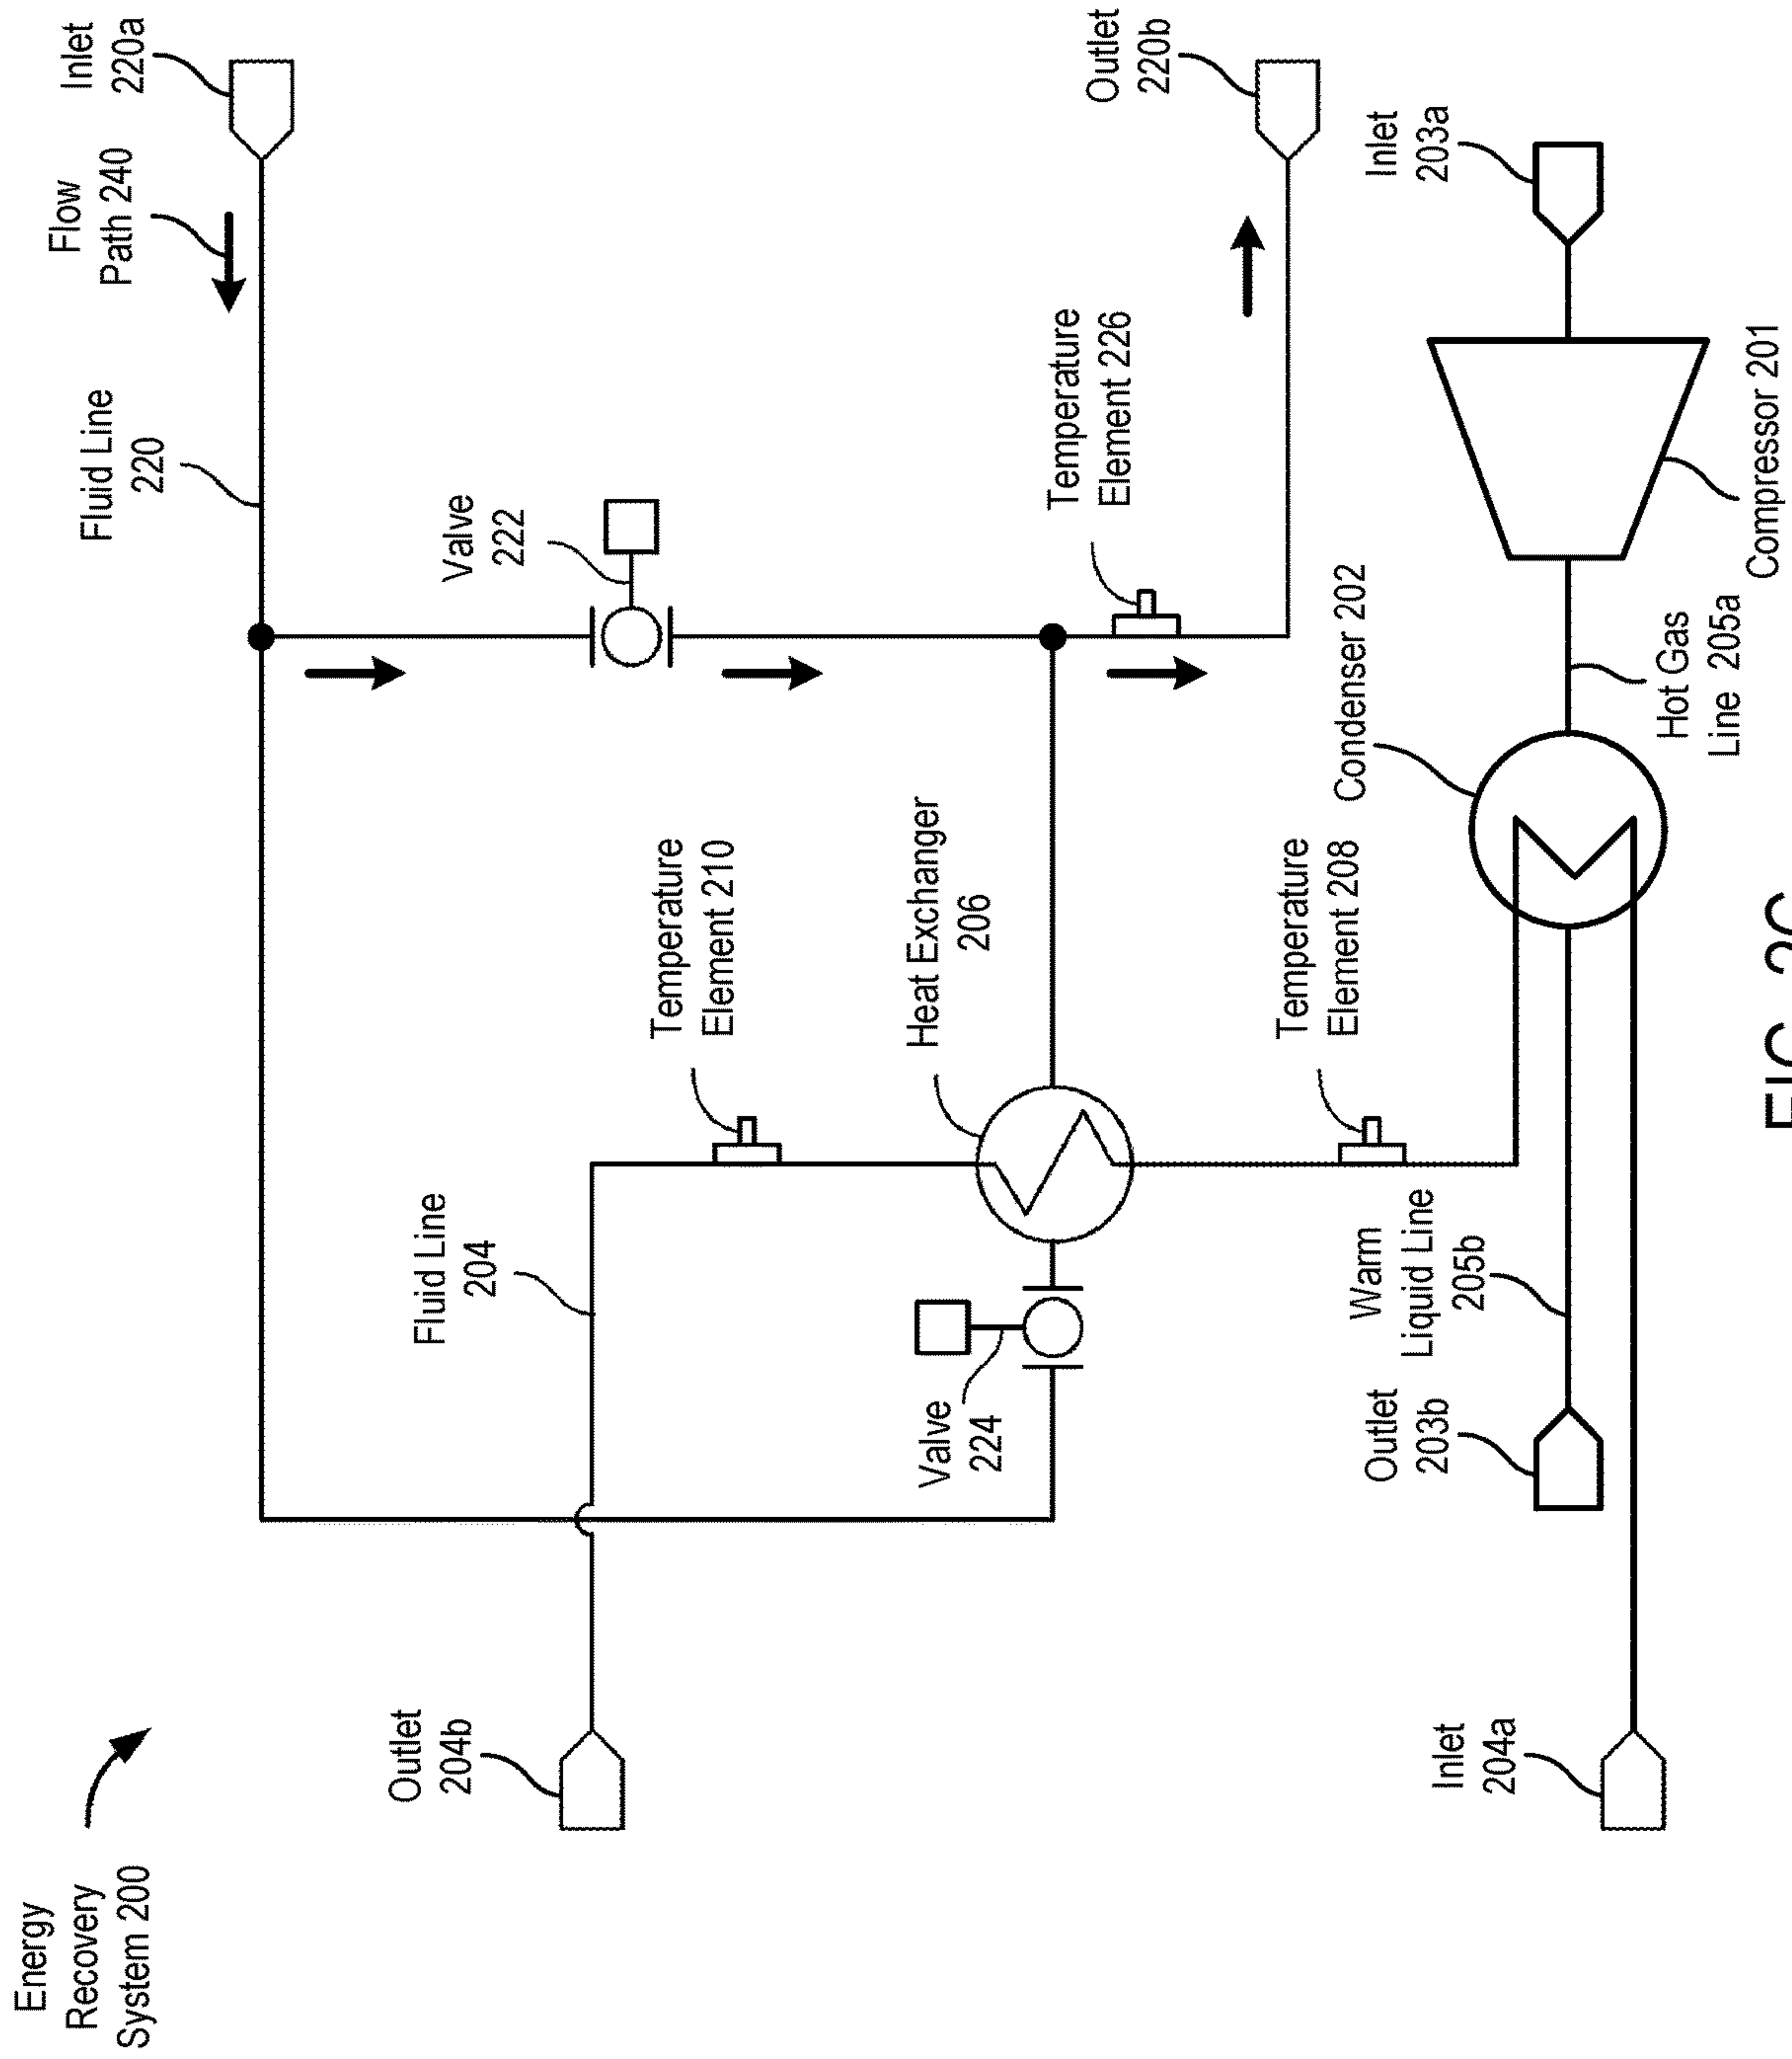 Energy
Recovery
System 200
Fluid Line
220
Flow
Path 240
Inlet
220a
Outlet
204b
Fluid Line
204
Valve
222
Temperature
Element 210
Valve
224
Heat Exchanger
206
Temperature
Element 226
Outlet
220b
Temperature
Element 208
Condenser 202
Inlet
204a
Outlet
203b
Warm
Liquid Line
205b
Inlet
203a
Hot Gas
Line 205a
Compressor 201